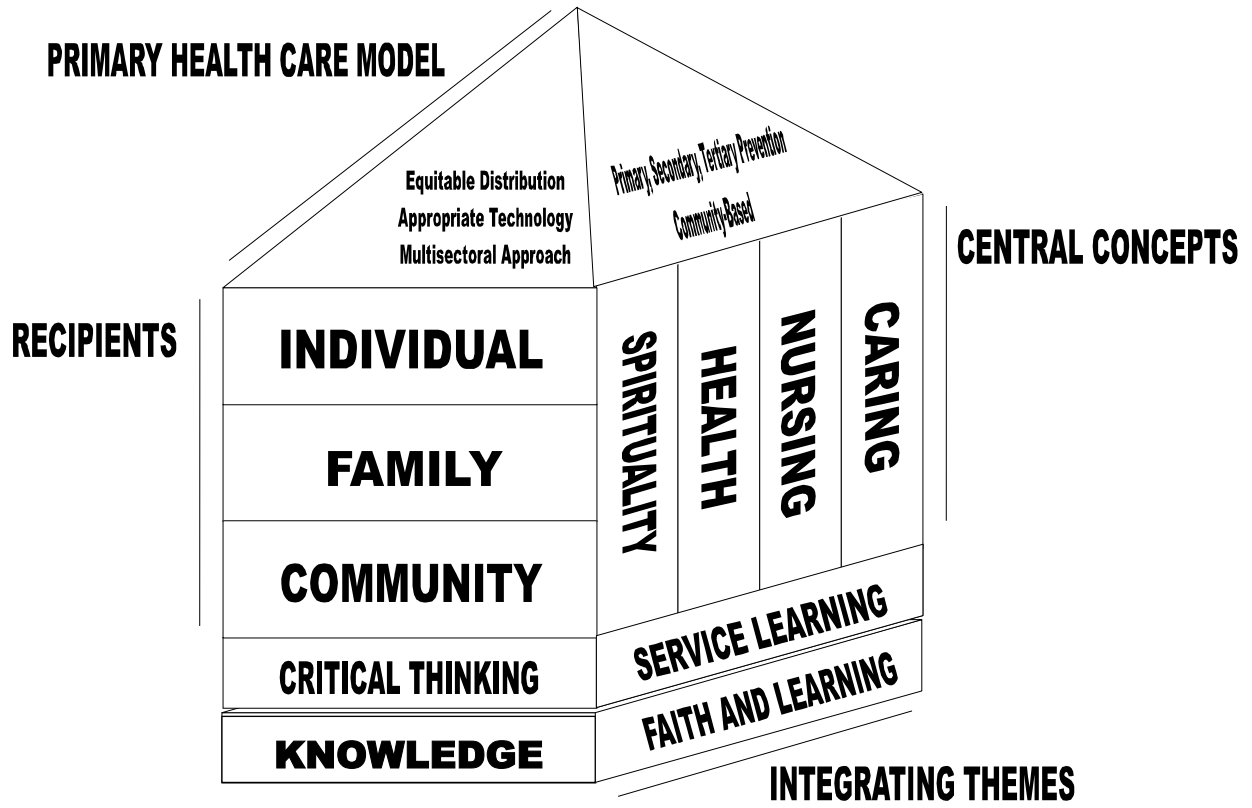 PRIMARY HEALTH CARE MODEL
Equitable Distribution
Appropriate Technology
Multisectoral Approach
Primary, Secondary, Tertiary Prevention
Community-Based
CENTRAL CONCEPTS
RECIPIENTS
INDIVIDUAL
FAMILY
COMMUNITY
SPIRITUALITY
HEALTH
NURSING
CARING
CRITICAL THINKING
SERVICE LEARNING
KNOWLEDGE
FAITH AND LEARNING
INTEGRATING THEMES